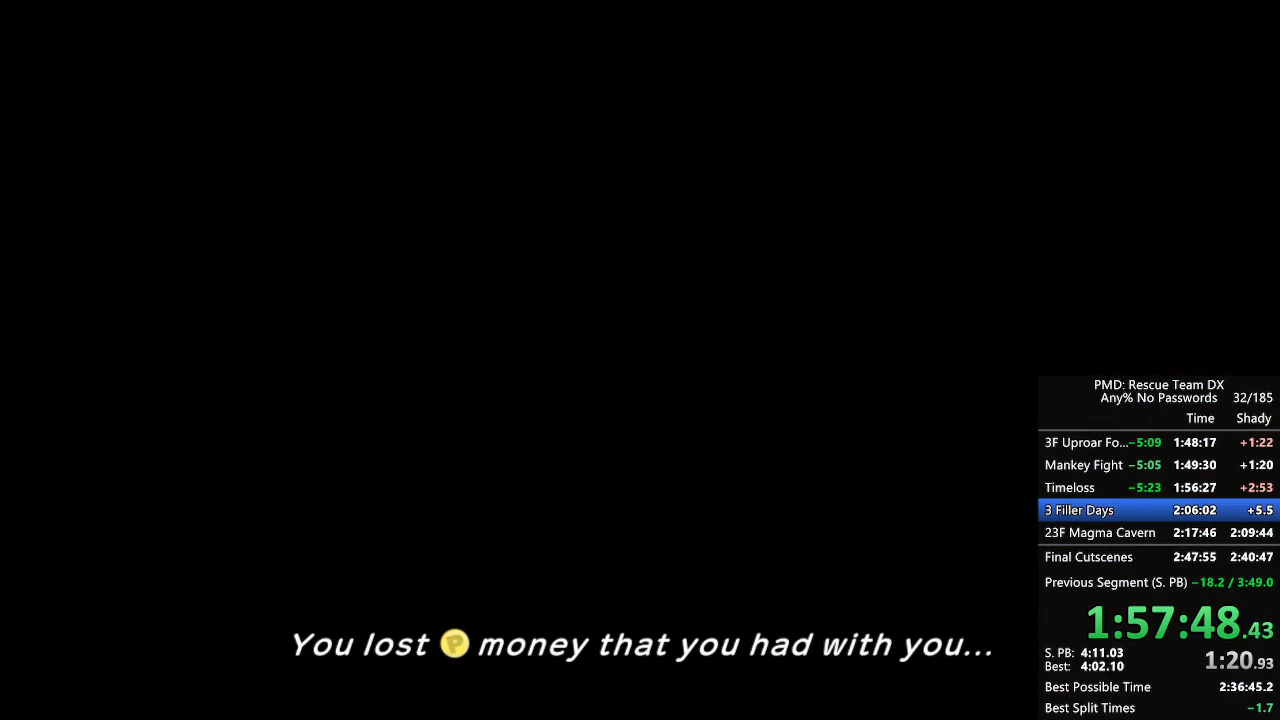 You lost P money that you had with you...
PMD: Rescue Team DX
Any% No Passwords 32/185
Time Shady
3F Uproar Fo... −5:09 1:48:17 +1:22
Mankey Fight −5:05 1:49:30 +1:20
Timeloss −5:23 1:56:27 +2:53
3 Filler Days 2:06:02 +5.5
23F Magma Cavern 2:17:46 2:09:44
Final Cutscenes 2:47:55 2:40:47
Previous Segment (S. PB) −18.2 / 3:49.0
1:57:48.43
S. PB: 4:11.03
Best: 4:02.10
1:20.93
Best Possible Time 2:36:45.2
Best Split Times −1.7